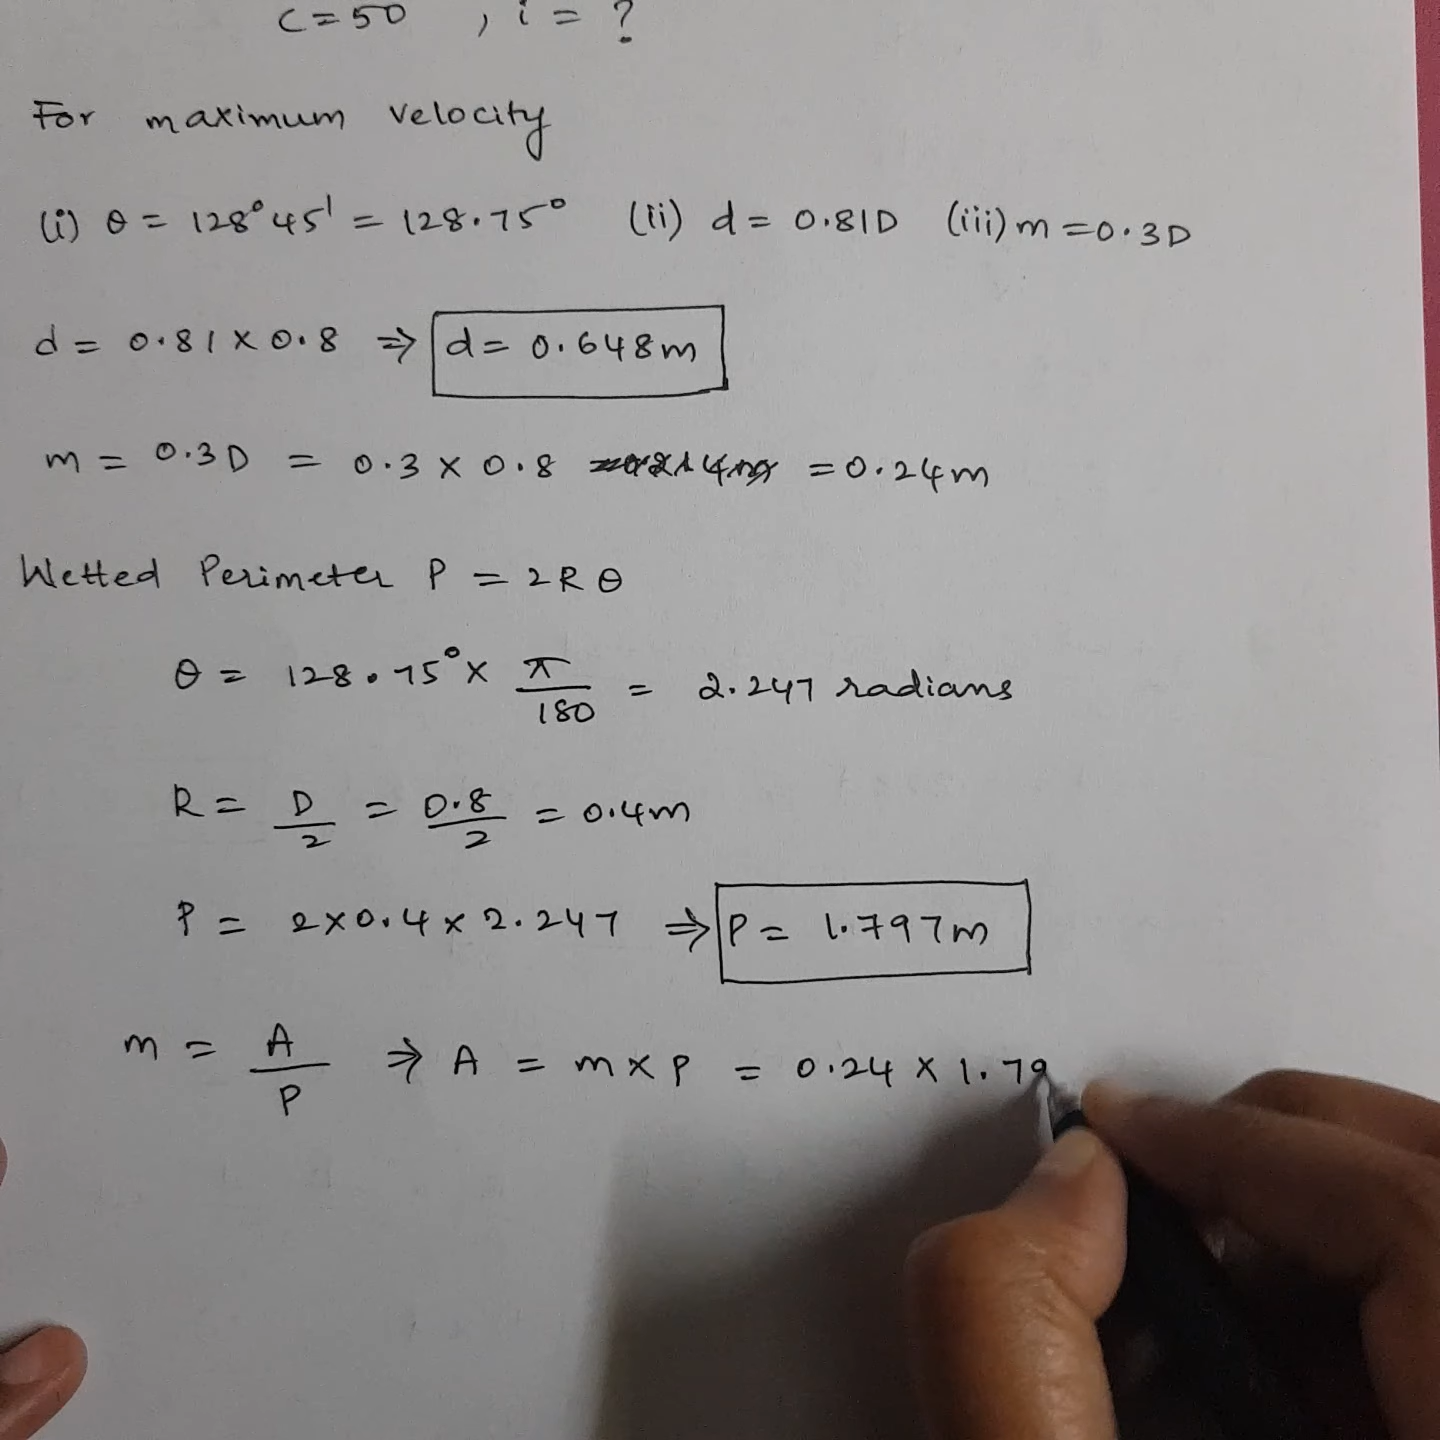 C = 50 , i = ?
For maximum velocity
(i) θ = 128°45' = 128.75° (ii) d = 0.81D (iii) m = 0.3D
d = 0.81 × 0.8 ⇒ d = 0.648m
m = 0.3D = 0.3 × 0.8 = 0.24m
Wetted Perimeter P = 2Rθ
θ = 128.75° × π/180 = 2.247 radians
R = D/2 = 0.8/2 = 0.4m
P = 2×0.4×2.247 ⇒ P = 1.797m
m = A/P ⇒ A = m×P = 0.24 × 1.79